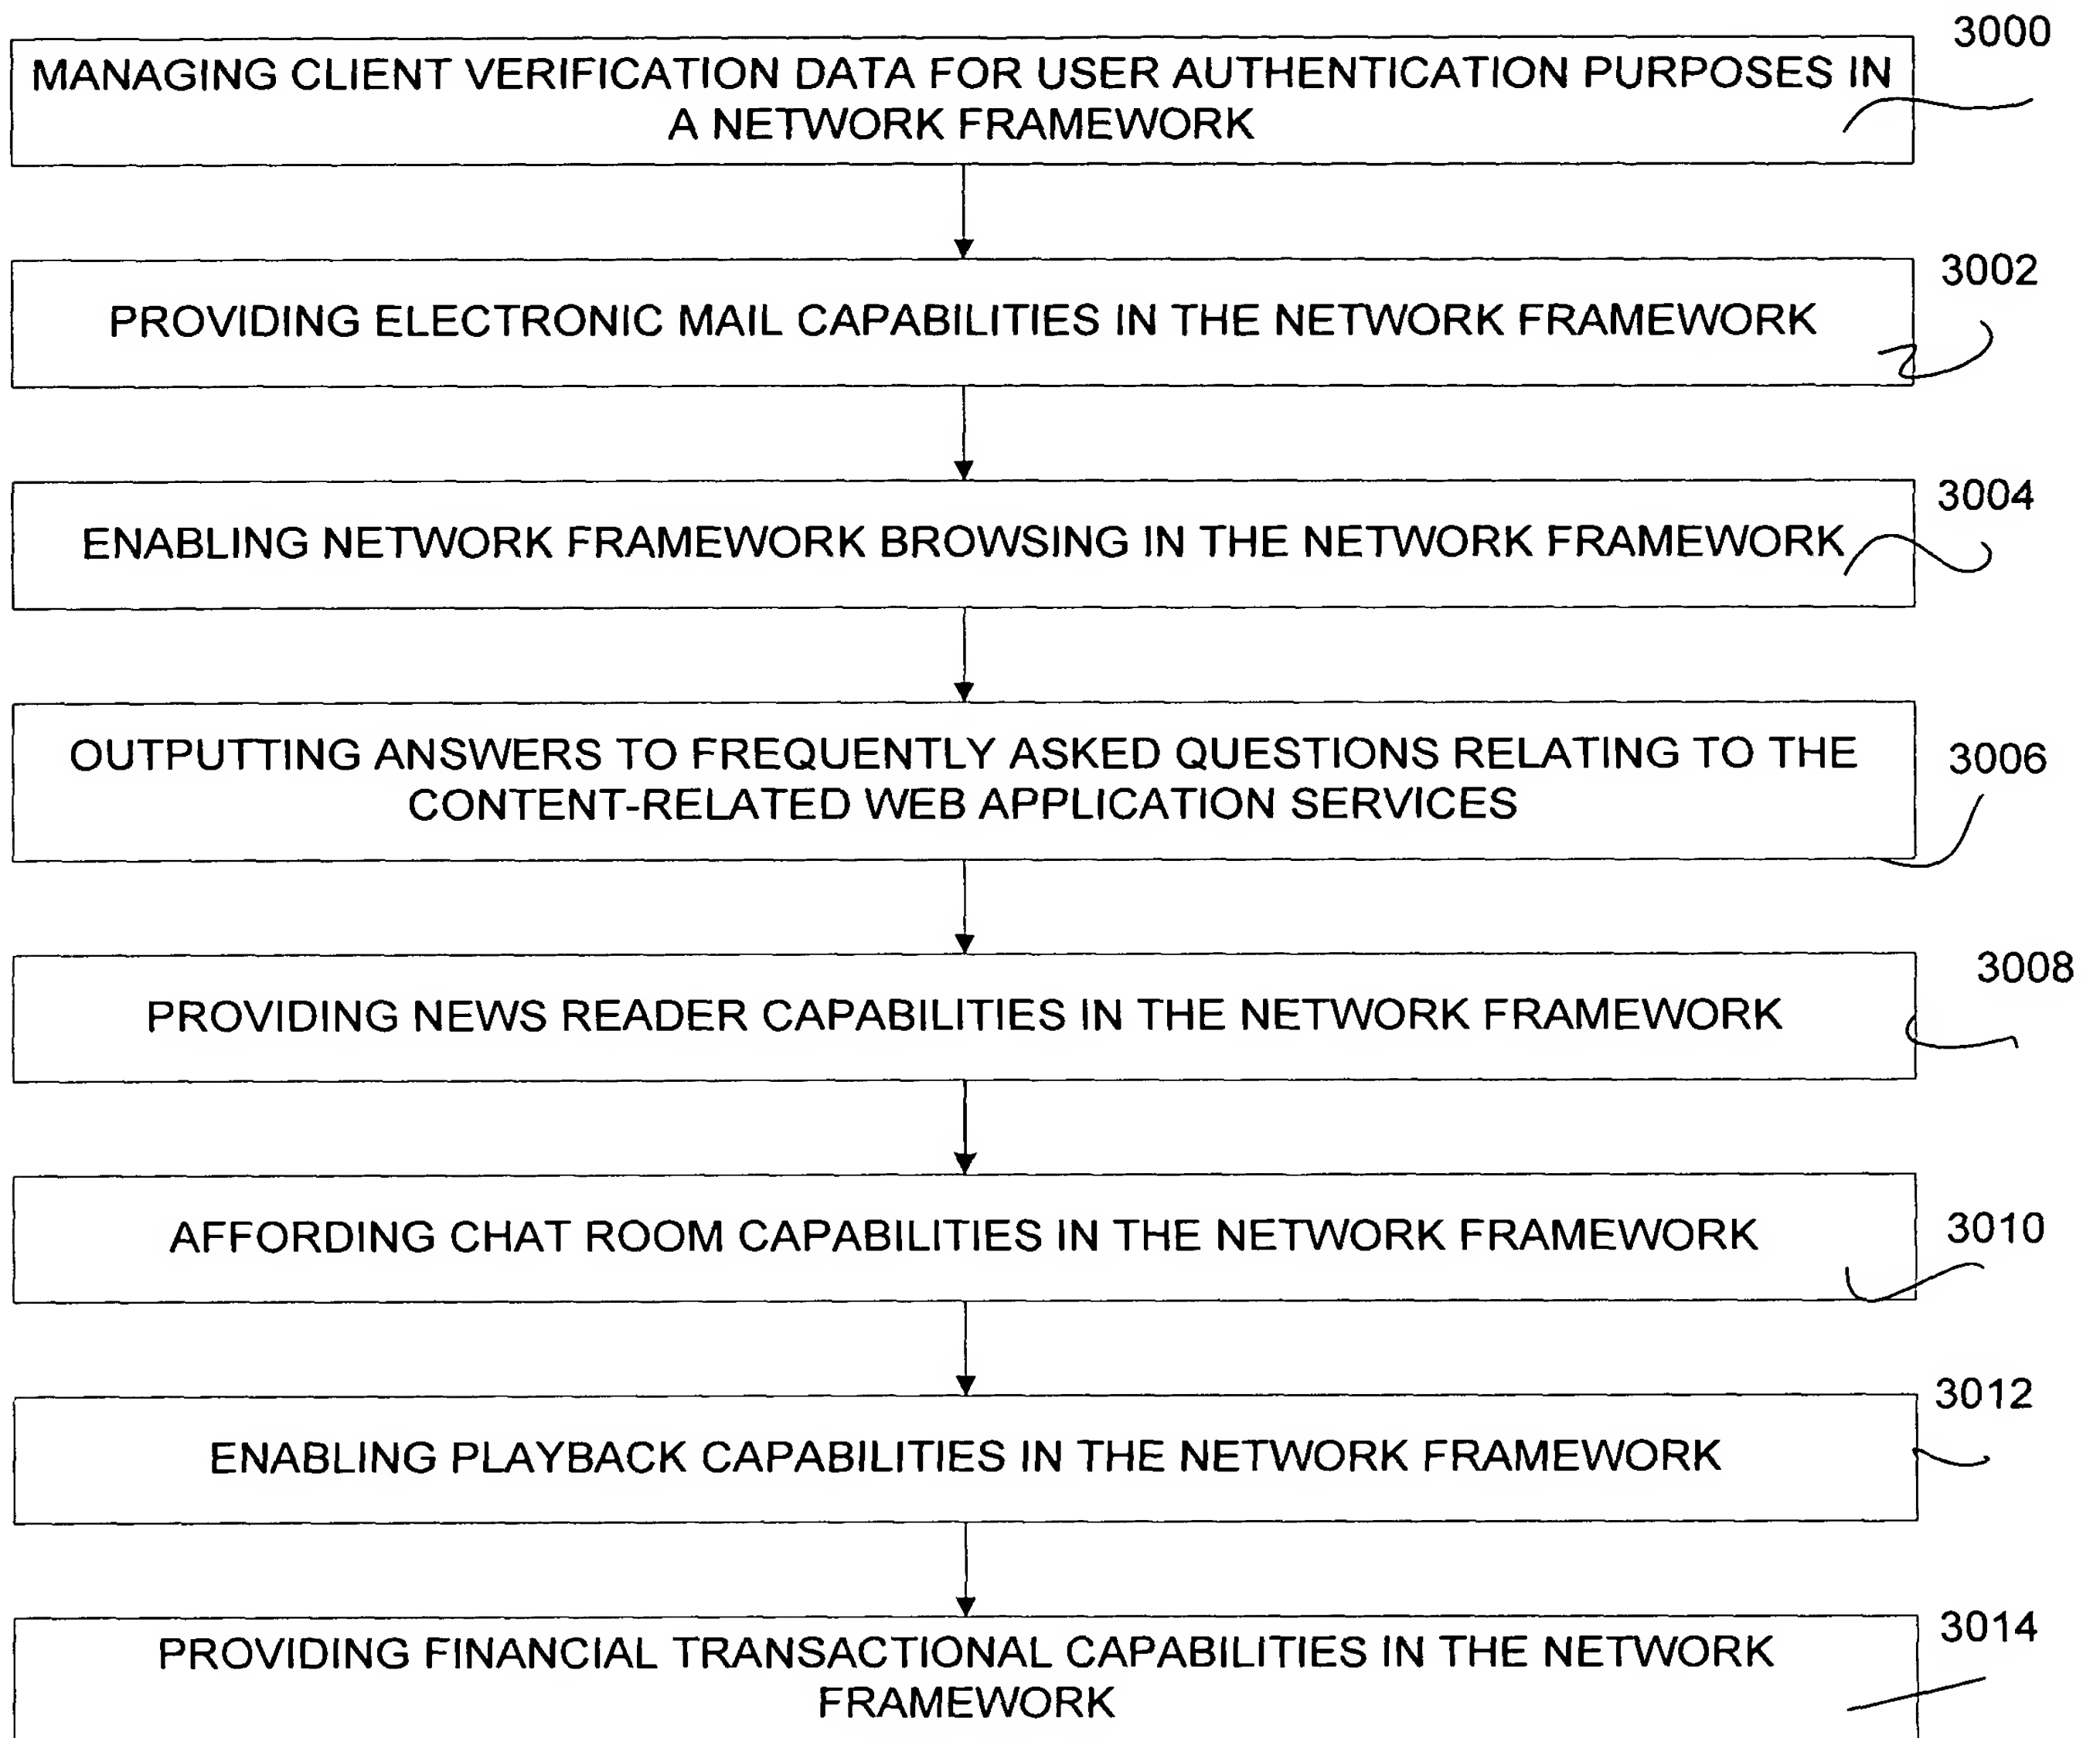 3000
MANAGING CLIENT VERIFICATION DATA FOR USER AUTHENTICATION PURPOSES IN
A NETWORK FRAMEWORK
3002
PROVIDING ELECTRONIC MAIL CAPABILITIES IN THE NETWORK FRAMEWORK
3004
ENABLING NETWORK FRAMEWORK BROWSING IN THE NETWORK FRAMEWORK
OUTPUTTING ANSWERS TO FREQUENTLY ASKED QUESTIONS RELATING TO THE
3006
CONTENT-RELATED WEB APPLICATION SERVICES
3008
PROVIDING NEWS READER CAPABILITIES IN THE NETWORK FRAMEWORK
3010
AFFORDING CHAT ROOM CAPABILITIES IN THE NETWORK FRAMEWORK
3012
ENABLING PLAYBACK CAPABILITIES IN THE NETWORK FRAMEWORK
3014
PROVIDING FINANCIAL TRANSACTIONAL CAPABILITIES IN THE NETWORK
FRAMEWORK